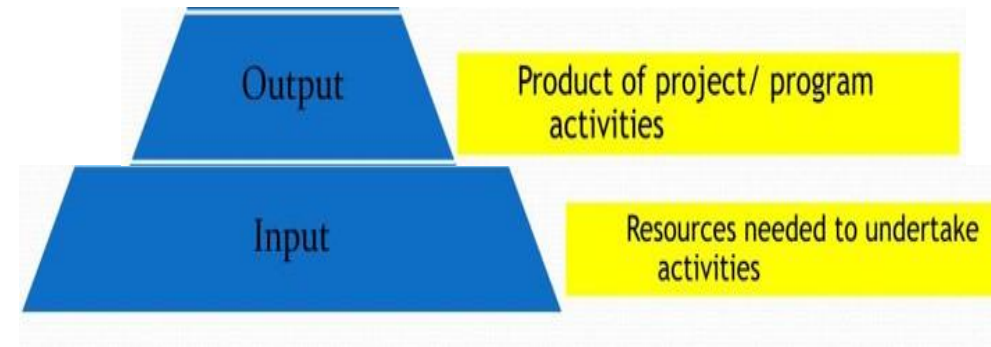 Output
Product of project/ program
activities
Input
Resources needed to undertake
activities